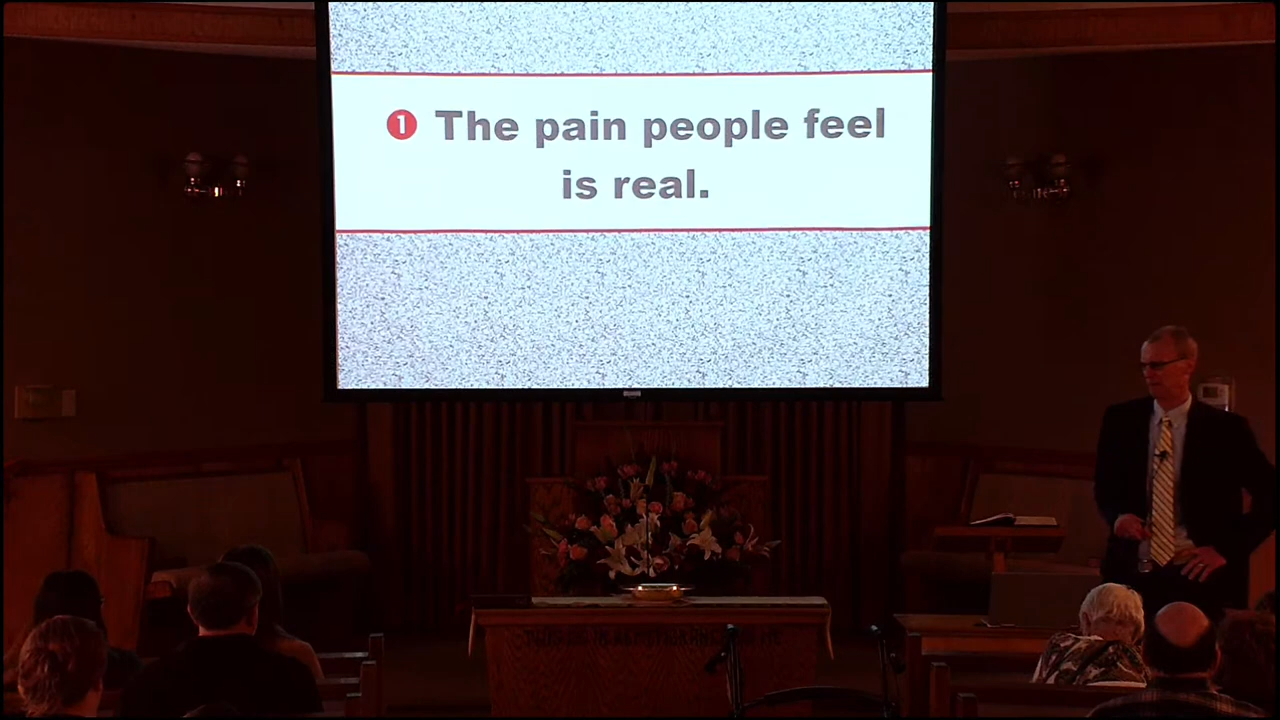 ❶ The pain people feel
is real.